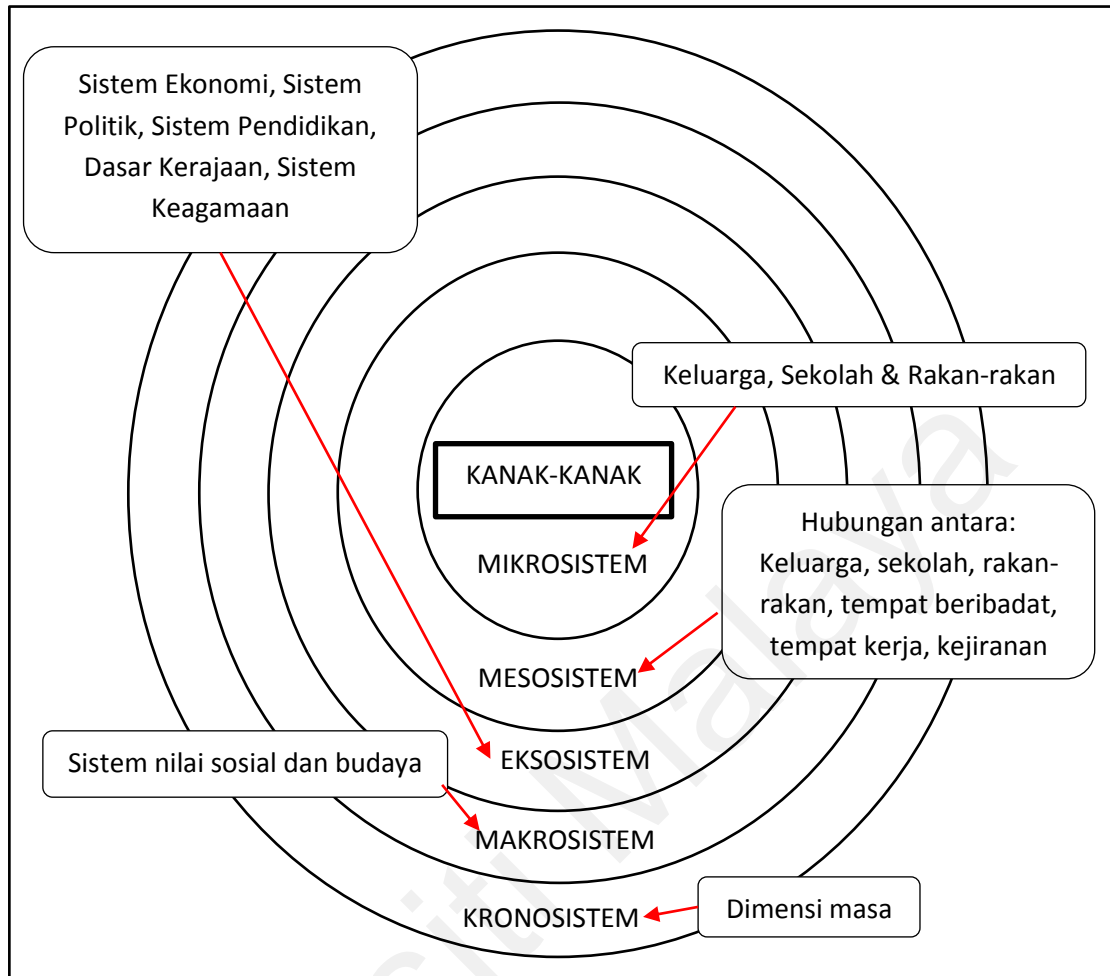 Sistem Ekonomi, Sistem
Politik, Sistem Pendidikan,
Dasar Kerajaan, Sistem
Keagamaan
Keluarga, Sekolah & Rakan-rakan
KANAK-KANAK
MIKROSISTEM
Hubungan antara:
Keluarga, sekolah, rakan-
rakan, tempat beribadat,
tempat kerja, kejiranan
MESOSISTEM
EKSOSISTEM
Sistem nilai sosial dan budaya
MAKROSISTEM
KRONOSISTEM
Dimensi masa
siti Malaya